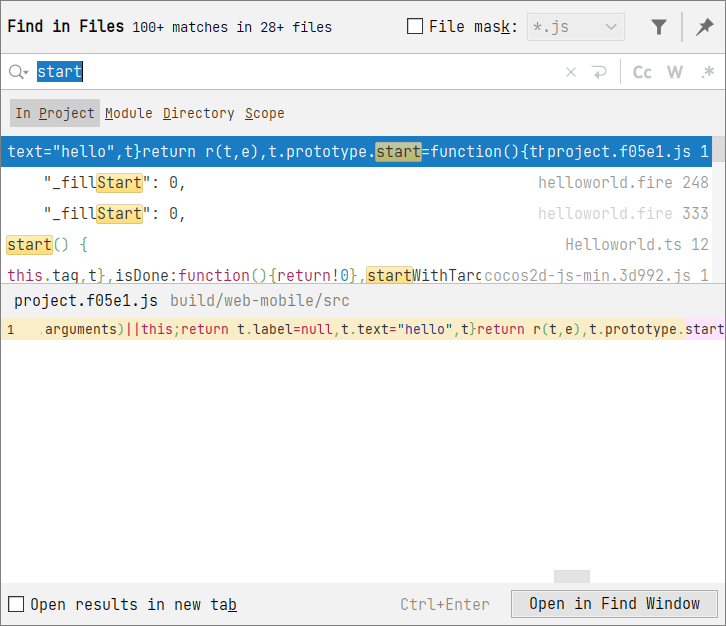 Find in Files 100+ matches in 28+ files File mask: *.js
start Cc W .*
In Project Module Directory Scope
text="hello",t}return r(t,e),t.prototype.start=function(){th project.f05e1.js 1
"_fillStart": 0, helloworld.fire 248
"_fillStart": 0, helloworld.fire 333
start() { Helloworld.ts 12
this.tag,t},isDone:function(){return!0},startWithTarg cocos2d-js-min.3d992.js 1
project.f05e1.js build/web-mobile/src
1 .arguments)||this;return t.label=null,t.text="hello",t}return r(t,e),t.prototype.start
Open results in new tab Ctrl+Enter Open in Find Window